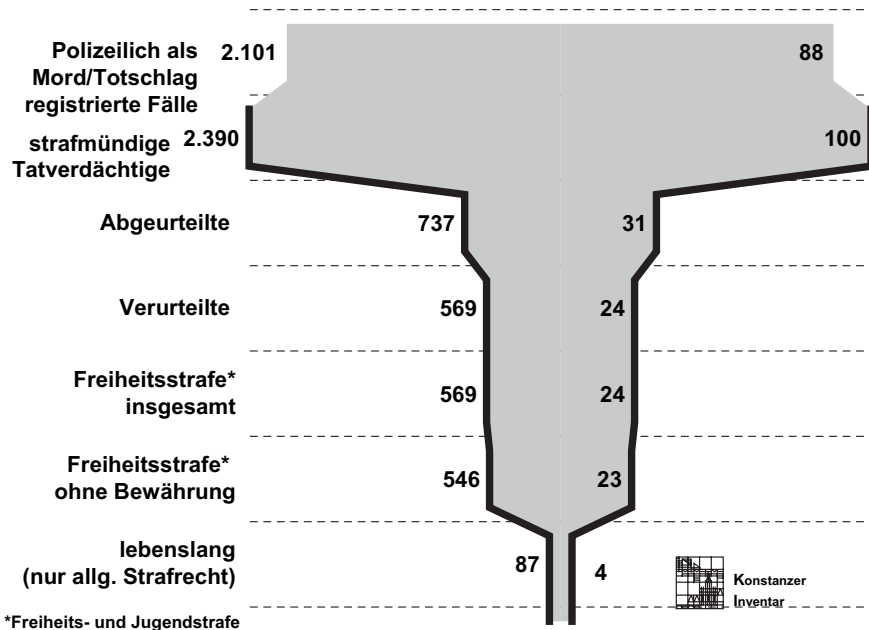 Polizeilich als 2.101 88
Mord/Totschlag
registrierte Fälle
strafmündige 2.390 100
Tatverdächtige
Abgeurteilte 737 31
Verurteilte 569 24
Freiheitsstrafe*
insgesamt 569 24
Freiheitsstrafe*
ohne Bewährung 546 23
lebenslang 87 4
(nur allg. Strafrecht)
Konstanzer
Inventar
*Freiheits- und Jugendstrafe